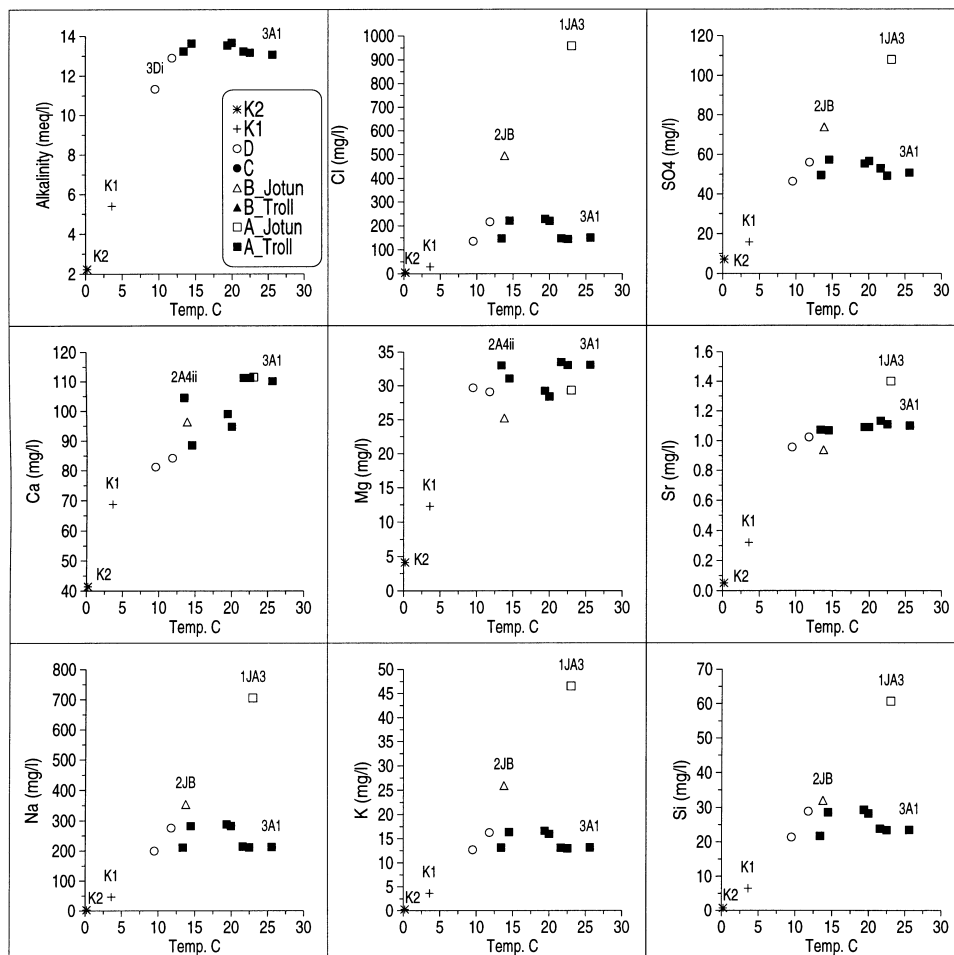 14
12
10
8
6
4
2
Alkalinity (meq/l)
3A1
3Di
K1
K2
K2
K1
D
C
B_Jotun
B_Troll
A_Jotun
A_Troll
0 5 10 15 20 25 30
Temp. C
1000
900
800
700
600
500
400
300
200
100
0
Cl (mg/l)
1JA3
2JB
3A1
K1
K2
0 5 10 15 20 25 30
Temp. C
120
100
80
60
40
20
0
SO4 (mg/l)
1JA3
2JB
3A1
K1
K2
0 5 10 15 20 25 30
Temp. C
120
110
100
90
80
70
60
50
40
Ca (mg/l)
2A4ii
3A1
K1
K2
0 5 10 15 20 25 30
Temp. C
45
40
35
30
25
20
15
10
5
0
Mg (mg/l)
2A4ii
3A1
K1
K2
0 5 10 15 20 25 30
Temp. C
1.6
1.4
1.2
1.0
0.8
0.6
0.4
0.2
0.0
Sr (mg/l)
1JA3
3A1
K1
K2
0 5 10 15 20 25 30
Temp. C
800
700
600
500
400
300
200
100
0
Na (mg/l)
1JA3
2JB
3A1
K1
K2
0 5 10 15 20 25 30
Temp. C
50
45
40
35
30
25
20
15
10
5
0
K (mg/l)
1JA3
2JB
3A1
K1
K2
0 5 10 15 20 25 30
Temp. C
70
60
50
40
30
20
10
0
Si (mg/l)
1JA3
2JB
3A1
K1
K2
0 5 10 15 20 25 30
Temp. C